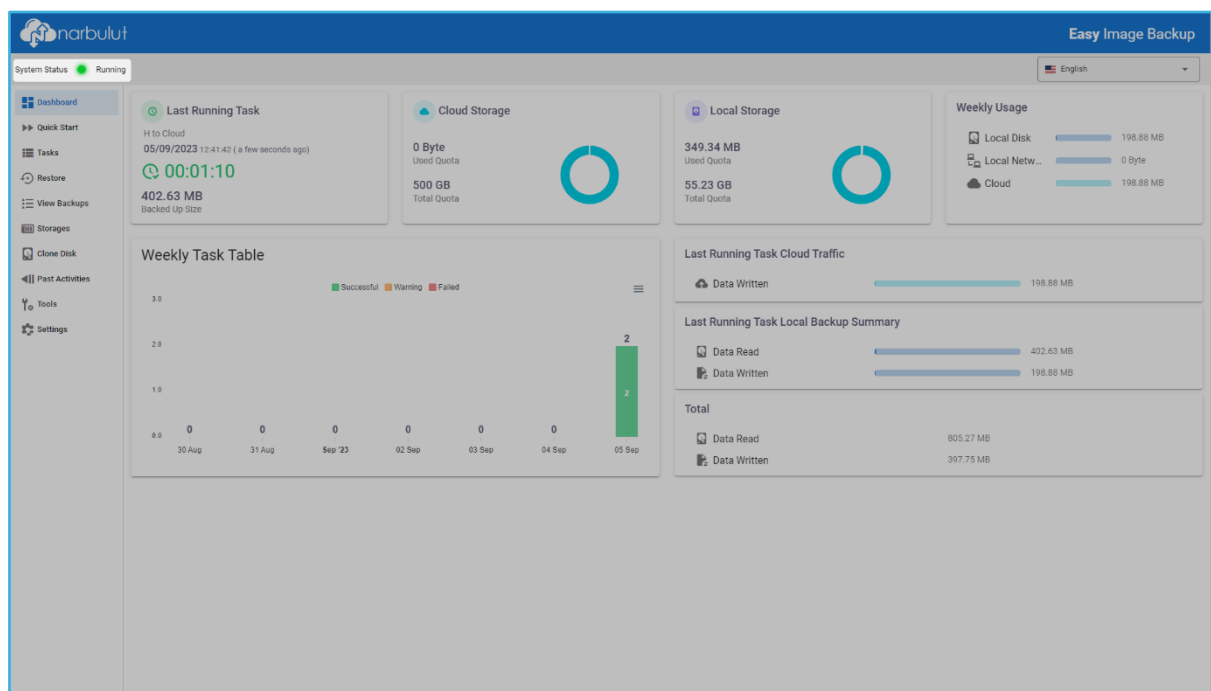 narbulut
Easy Image Backup
System Status Running
English
Dashboard
Quick Start
Tasks
Restore
View Backups
Storages
Clone Disk
Past Activities
Tools
Settings
Last Running Task
H to Cloud
05/09/2023 12:41:42 ( a few seconds ago)
00:01:10
402.63 MB
Backed Up Size
Cloud Storage
0 Byte
Used Quota
500 GB
Total Quota
Local Storage
349.34 MB
Used Quota
55.23 GB
Total Quota
Weekly Usage
Local Disk 198.88 MB
Local Netw... 0 Byte
Cloud 198.88 MB
Weekly Task Table
Successful Warning Failed
3.0
2.0
1.0
0.0
0 0 0 0 0 0 2
2
30 Aug 31 Aug Sep '23 02 Sep 03 Sep 04 Sep 05 Sep
Last Running Task Cloud Traffic
Data Written 198.88 MB
Last Running Task Local Backup Summary
Data Read 402.63 MB
Data Written 198.88 MB
Total
Data Read 805.27 MB
Data Written 397.75 MB